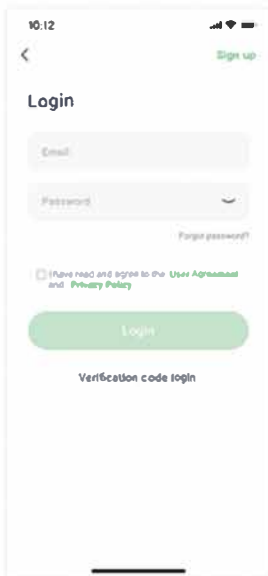 10:12
Sign up
Login
Email
Password
Forgot password?
I have read and agree to the User Agreement
and Privacy Policy
Login
Verification code login